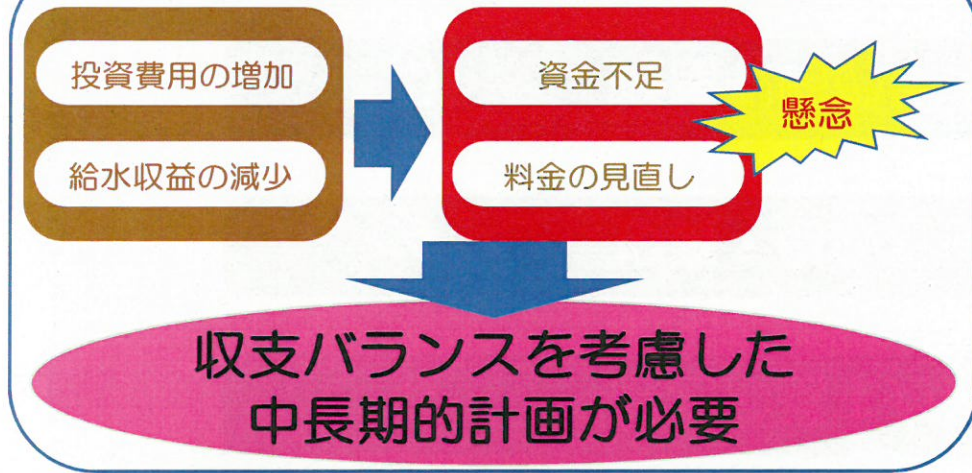 投資費用の増加
給水収益の減少
資金不足
料金の見直し
懸念
収支バランスを考慮した
中長期的計画が必要